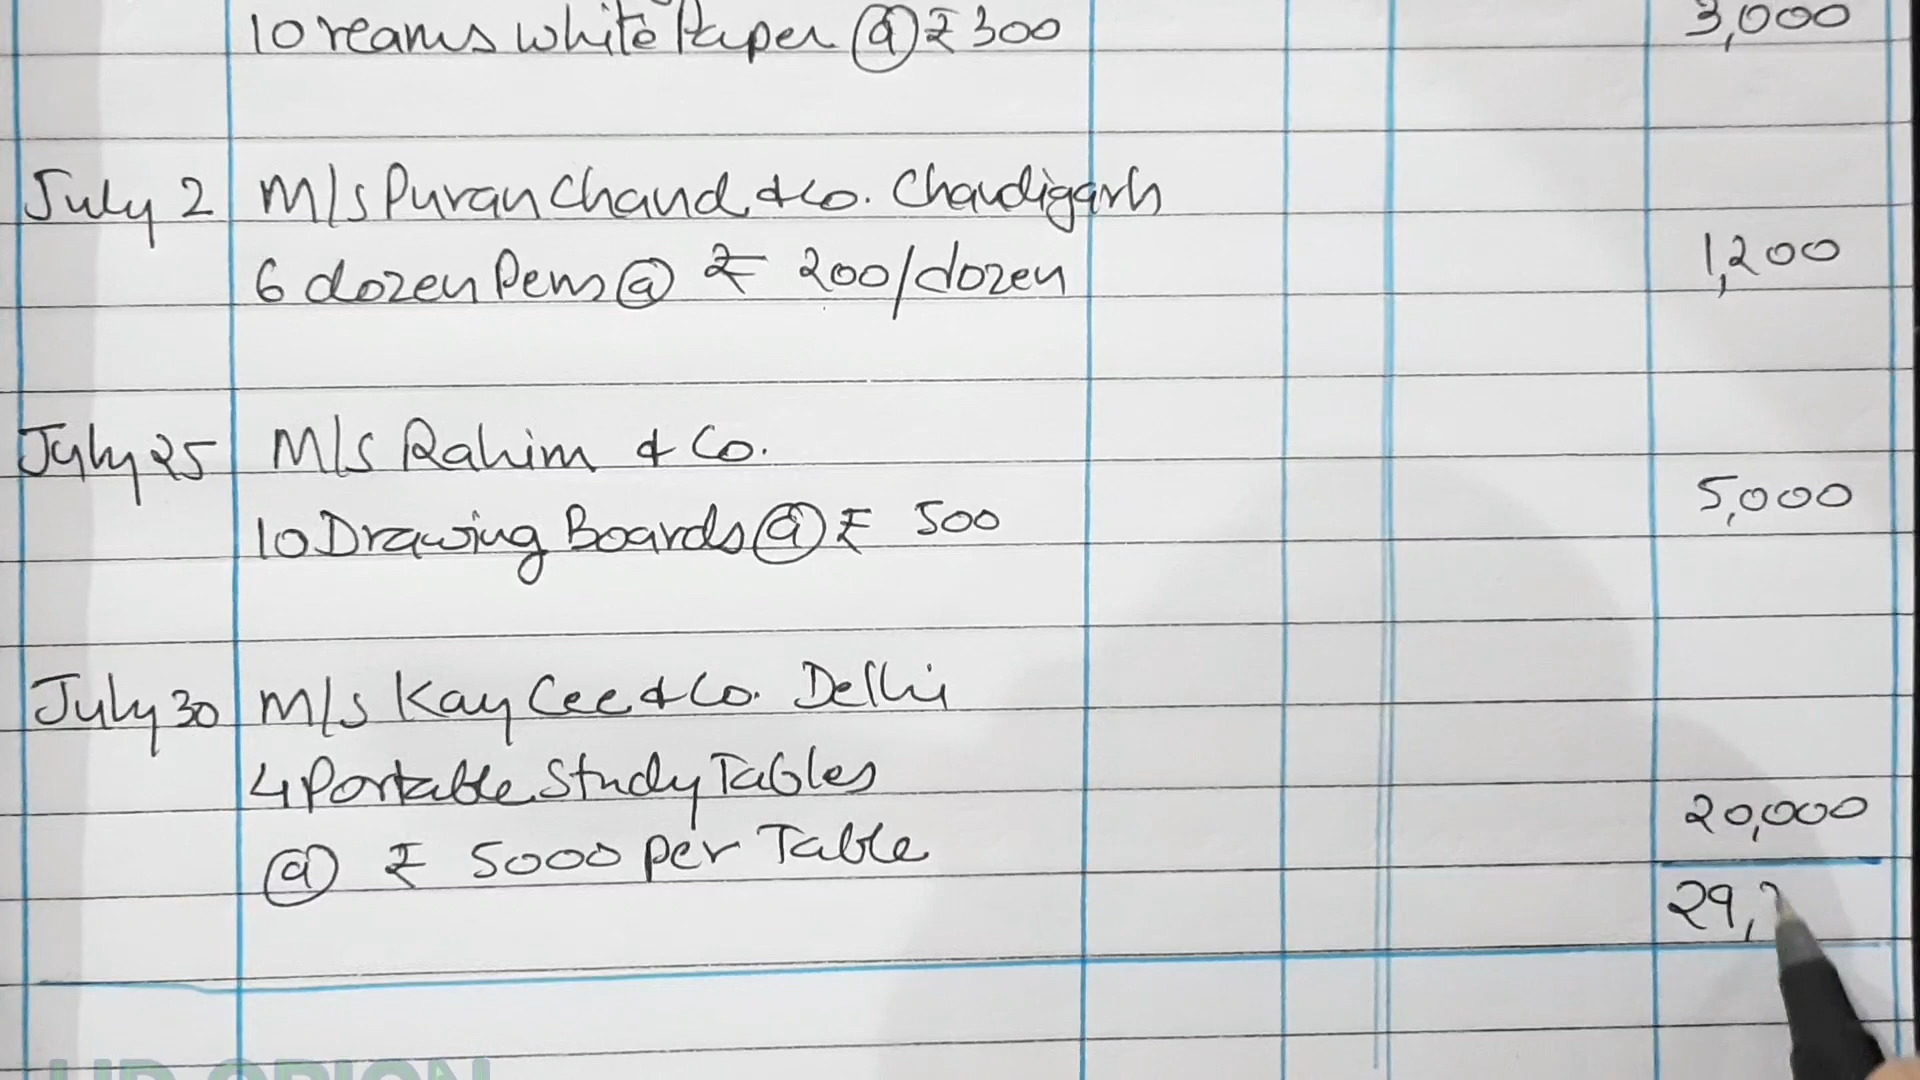 10 reams white Paper @ ₹ 300 3,000
July 2 M/s Puran Chand & Co. Chandigarh
6 dozen Pens @ ₹ 200/dozen 1,200
July 25 M/s Rahim & Co.
10 Drawing Boards @ ₹ 500 5,000
July 30 M/s Kay Cee & Co. Delhi
4 Portable Study Tables
@ ₹ 5000 per Table 20,000
29,